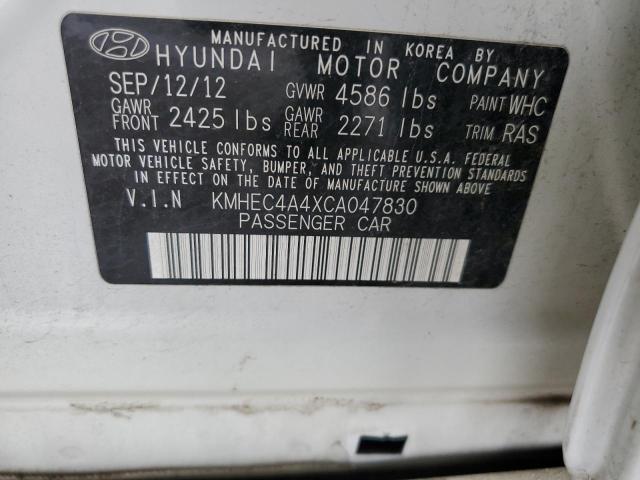 MANUFACTURED IN KOREA BY
HYUNDAI MOTOR COMPANY
SEP/12/12 GVWR 4586 lbs PAINT WHC
GAWR FRONT 2425 lbs GAWR REAR 2271 lbs TRIM RAS
THIS VEHICLE CONFORMS TO ALL APPLICABLE U.S.A. FEDERAL
MOTOR VEHICLE SAFETY, BUMPER, AND THEFT PREVENTION STANDARDS
IN EFFECT ON THE DATE OF MANUFACTURE SHOWN ABOVE
V.I.N KMHEC4A4XCA047830
PASSENGER CAR